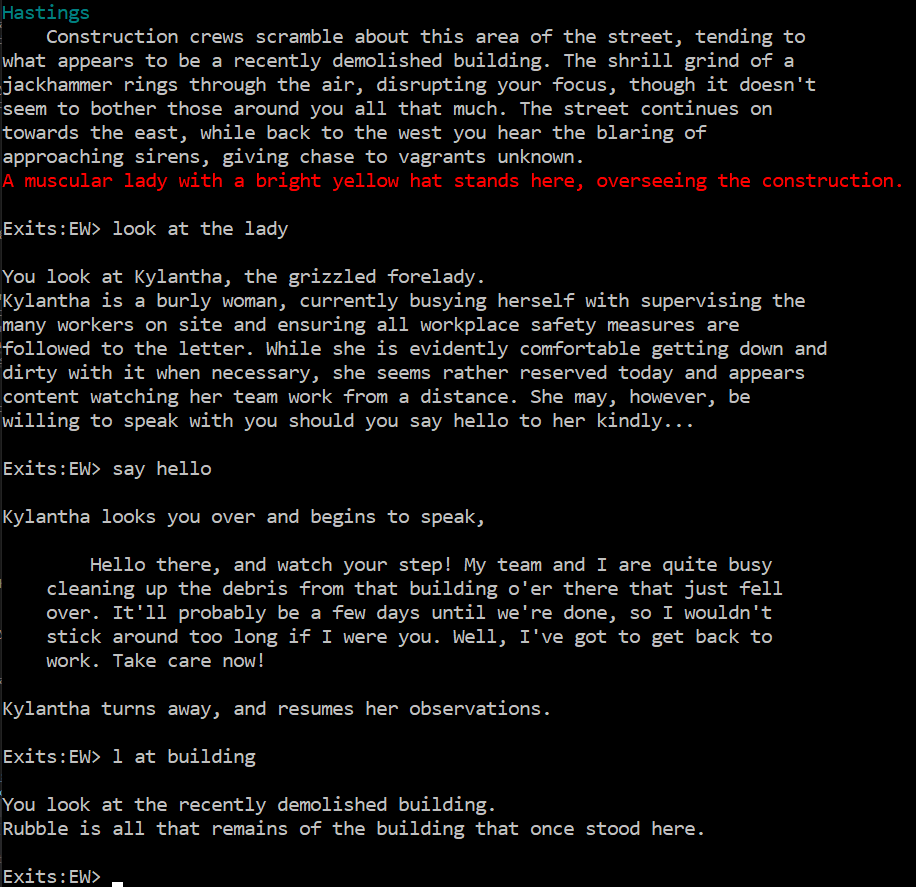 Hastings
Construction crews scramble about this area of the street, tending to
what appears to be a recently demolished building. The shrill grind of a
jackhammer rings through the air, disrupting your focus, though it doesn't
seem to bother those around you all that much. The street continues on
towards the east, while back to the west you hear the blaring of
approaching sirens, giving chase to vagrants unknown.
A muscular lady with a bright yellow hat stands here, overseeing the construction.
Exits:EW> look at the lady
You look at Kylantha, the grizzled forelady.
Kylantha is a burly woman, currently busying herself with supervising the
many workers on site and ensuring all workplace safety measures are
followed to the letter. While she is evidently comfortable getting down and
dirty with it when necessary, she seems rather reserved today and appears
content watching her team work from a distance. She may, however, be
willing to speak with you should you say hello to her kindly...
Exits:EW> say hello
Kylantha looks you over and begins to speak,
Hello there, and watch your step! My team and I are quite busy
cleaning up the debris from that building o'er there that just fell
over. It'll probably be a few days until we're done, so I wouldn't
stick around too long if I were you. Well, I've got to get back to
work. Take care now!
Kylantha turns away, and resumes her observations.
Exits:EW> l at building
You look at the recently demolished building.
Rubble is all that remains of the building that once stood here.
Exits:EW>